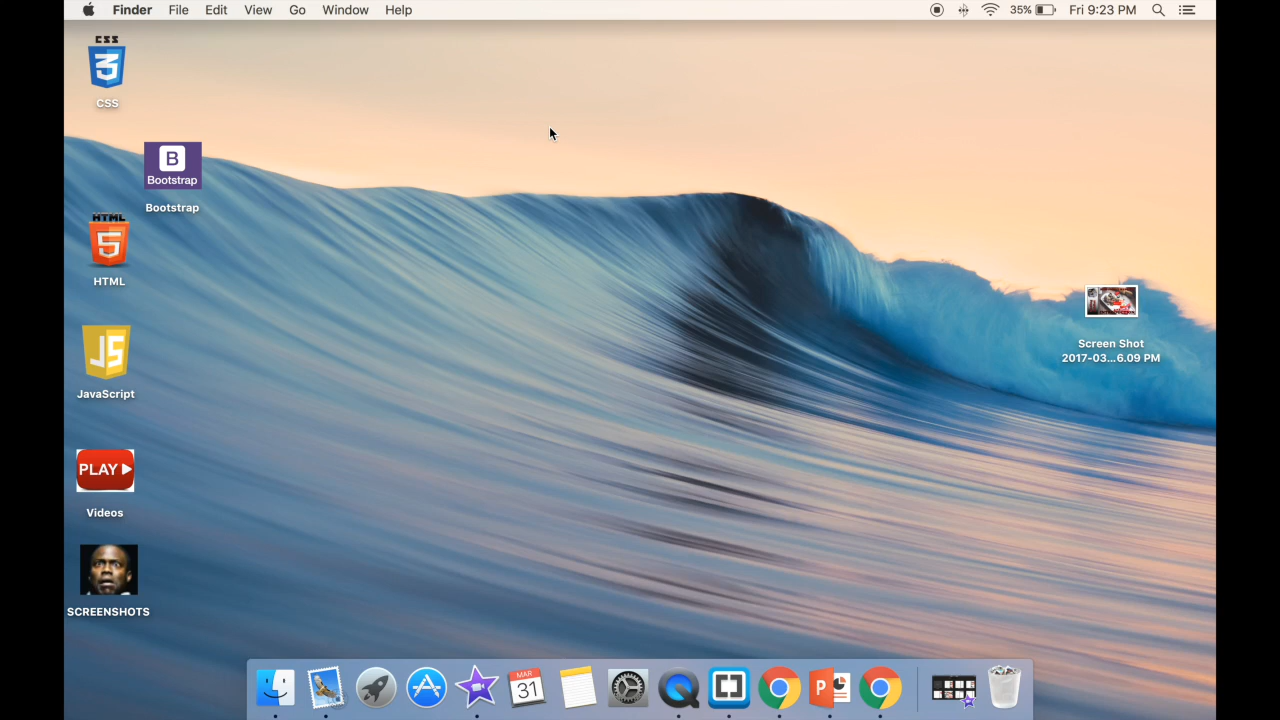 Finder File Edit View Go Window Help 35% Fri 9:23 PM
CSS
3
CSS
B
Bootstrap
Bootstrap
HTML
5
HTML
JS
JavaScript
PLAY
Videos
SCREENSHOTS
Screen Shot
2017-03...6.09 PM
MAR
31
P